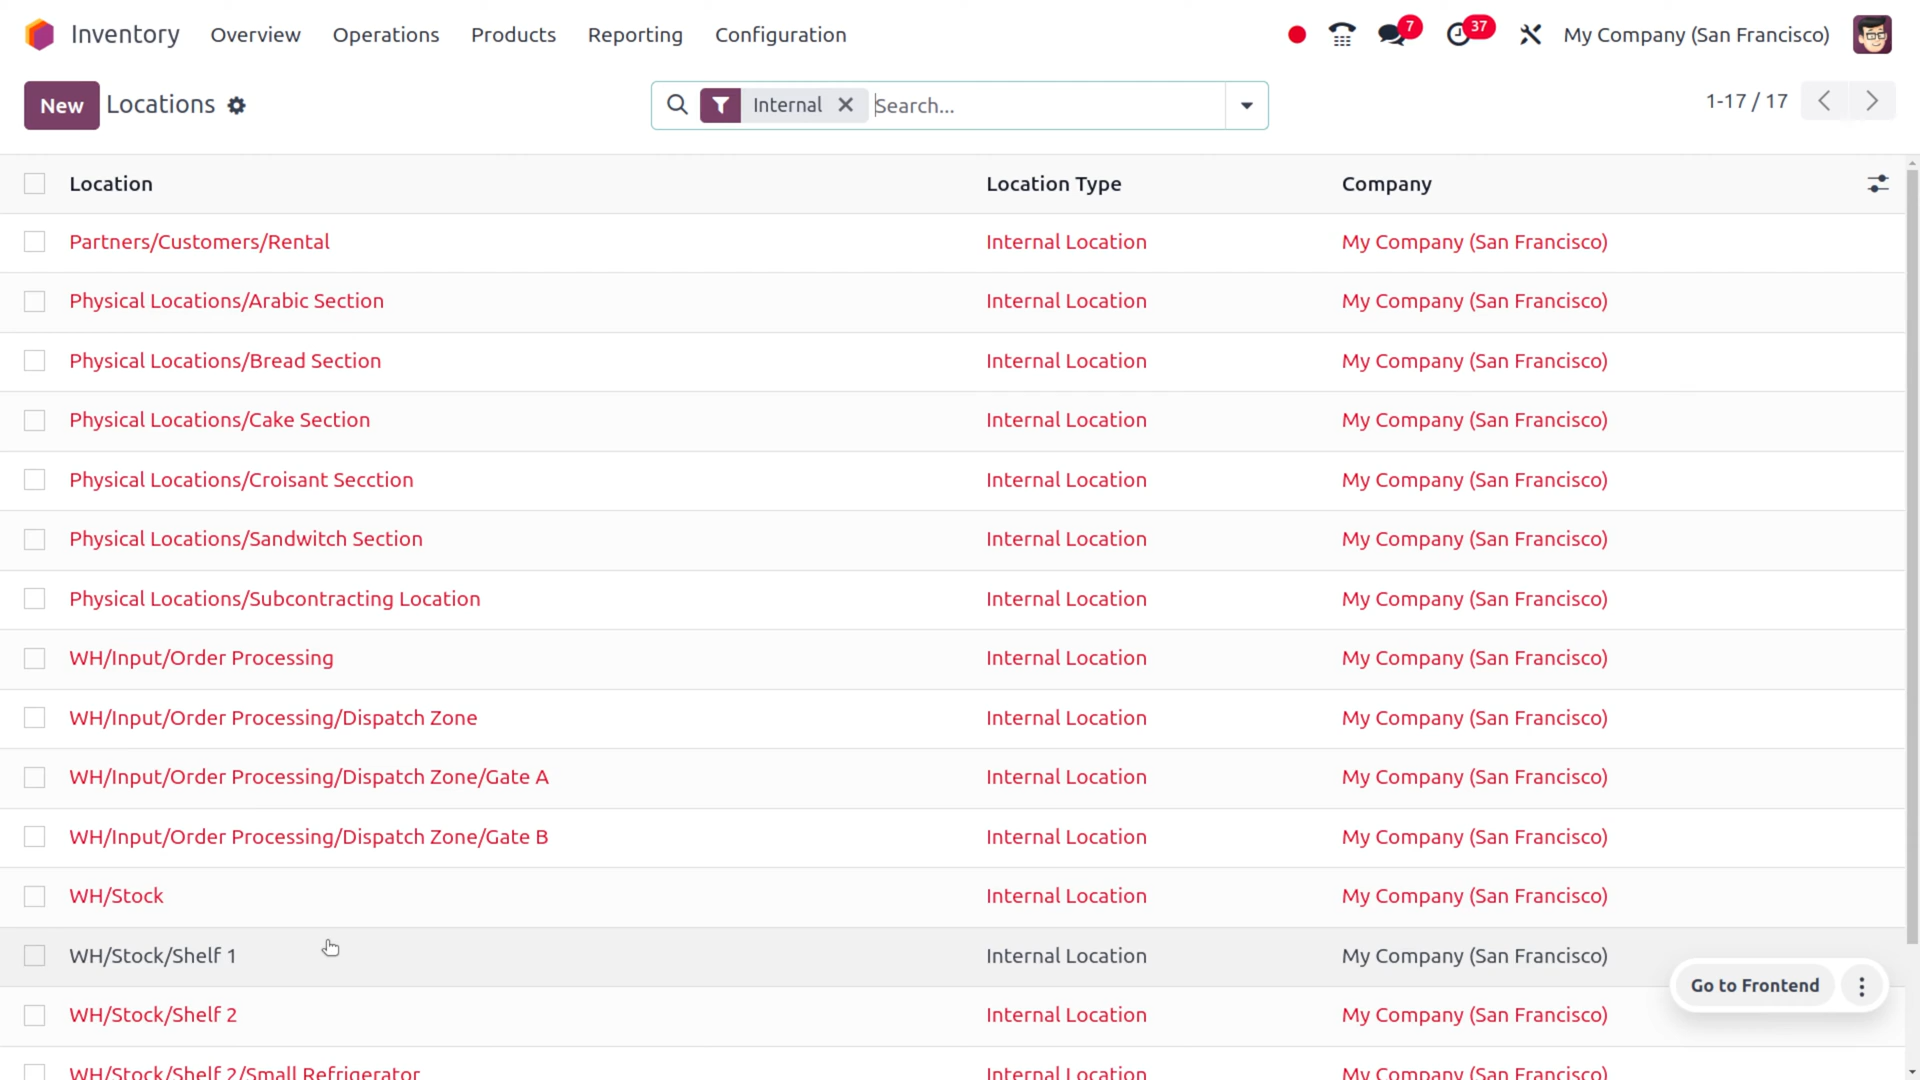 Inventory Overview Operations Products Reporting Configuration 7 37 My Company (San Francisco)
New Locations Internal Search... 1-17 / 17
Location Location Type Company
Partners/Customers/Rental Internal Location My Company (San Francisco)
Physical Locations/Arabic Section Internal Location My Company (San Francisco)
Physical Locations/Bread Section Internal Location My Company (San Francisco)
Physical Locations/Cake Section Internal Location My Company (San Francisco)
Physical Locations/Croisant Secction Internal Location My Company (San Francisco)
Physical Locations/Sandwitch Section Internal Location My Company (San Francisco)
Physical Locations/Subcontracting Location Internal Location My Company (San Francisco)
WH/Input/Order Processing Internal Location My Company (San Francisco)
WH/Input/Order Processing/Dispatch Zone Internal Location My Company (San Francisco)
WH/Input/Order Processing/Dispatch Zone/Gate A Internal Location My Company (San Francisco)
WH/Input/Order Processing/Dispatch Zone/Gate B Internal Location My Company (San Francisco)
WH/Stock Internal Location My Company (San Francisco)
WH/Stock/Shelf 1 Internal Location My Company (San Francisco)
Go to Frontend
WH/Stock/Shelf 2 Internal Location My Company (San Francisco)
WH/Stock/Shelf 2/Small Refrigerator Internal Location My Company (San Francisco)